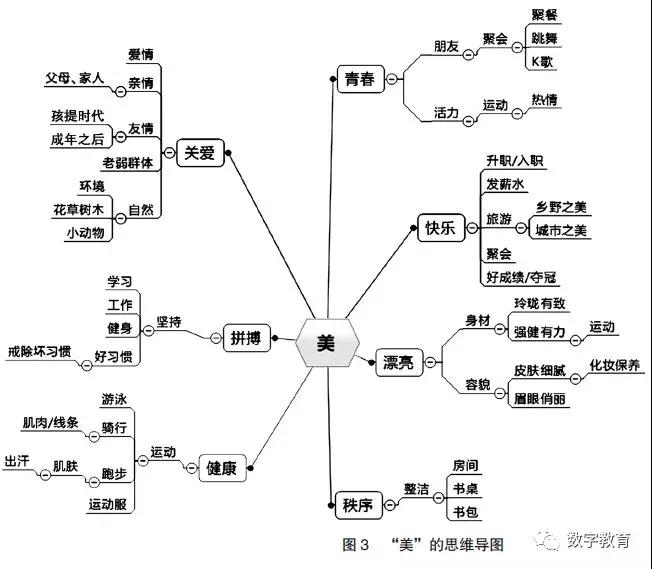 美
青春
朋友
聚会
聚餐
跳舞
K歌
活力
运动
热情
快乐
升职/入职
发薪水
旅游
乡野之美
城市之美
聚会
好成绩/夺冠
漂亮
身材
玲珑有致
强健有力
运动
容貌
皮肤细腻
化妆保养
眉眼俏丽
秩序
整洁
房间
书桌
书包
关爱
爱情
亲情
父母、家人
友情
孩提时代
成年之后
老弱群体
自然
环境
花草树木
小动物
拼博
坚持
学习
工作
健身
好习惯
戒除坏习惯
健康
运动
游泳
骑行
肌肉/线条
跑步
肌肤
出汗
运动服
图 3 “美”的思维导图
数字教育